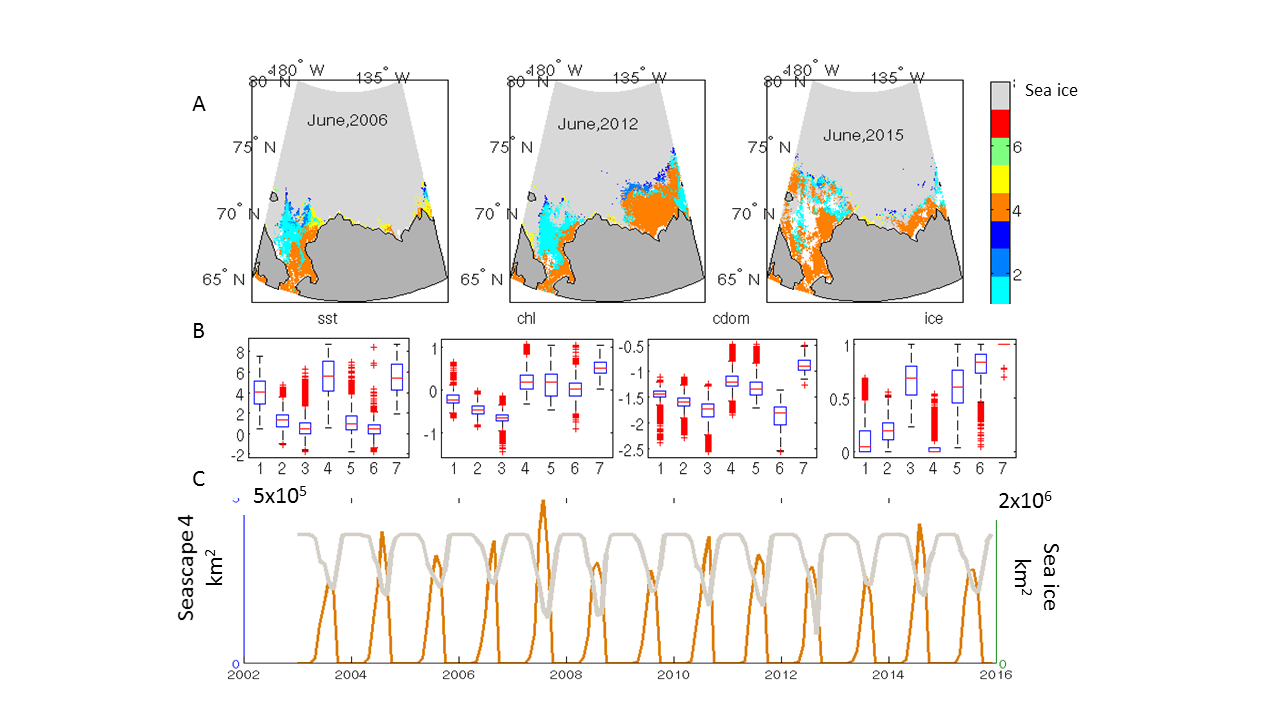 A
80° N 180° W 135° W
80° N 180° W 135° W
80° N 180° W 135° W
Sea ice
June,2006
June,2012
June,2015
75° N
75° N
75° N
70° N
70° N
70° N
65° N
65° N
65° N
6
4
2
B
sst chl cdom ice
8
6
4
2
0
-2
1 2 3 4 5 6 7
1
0
-1
1 2 3 4 5 6 7
-0.5
-1
-1.5
-2
-2.5
1 2 3 4 5 6 7
1
0.5
0
1 2 3 4 5 6 7
C
5x10⁵
2x10⁶
Seascape 4
km²
Sea ice
km²
0
0
2002 2004 2006 2008 2010 2012 2014 2016